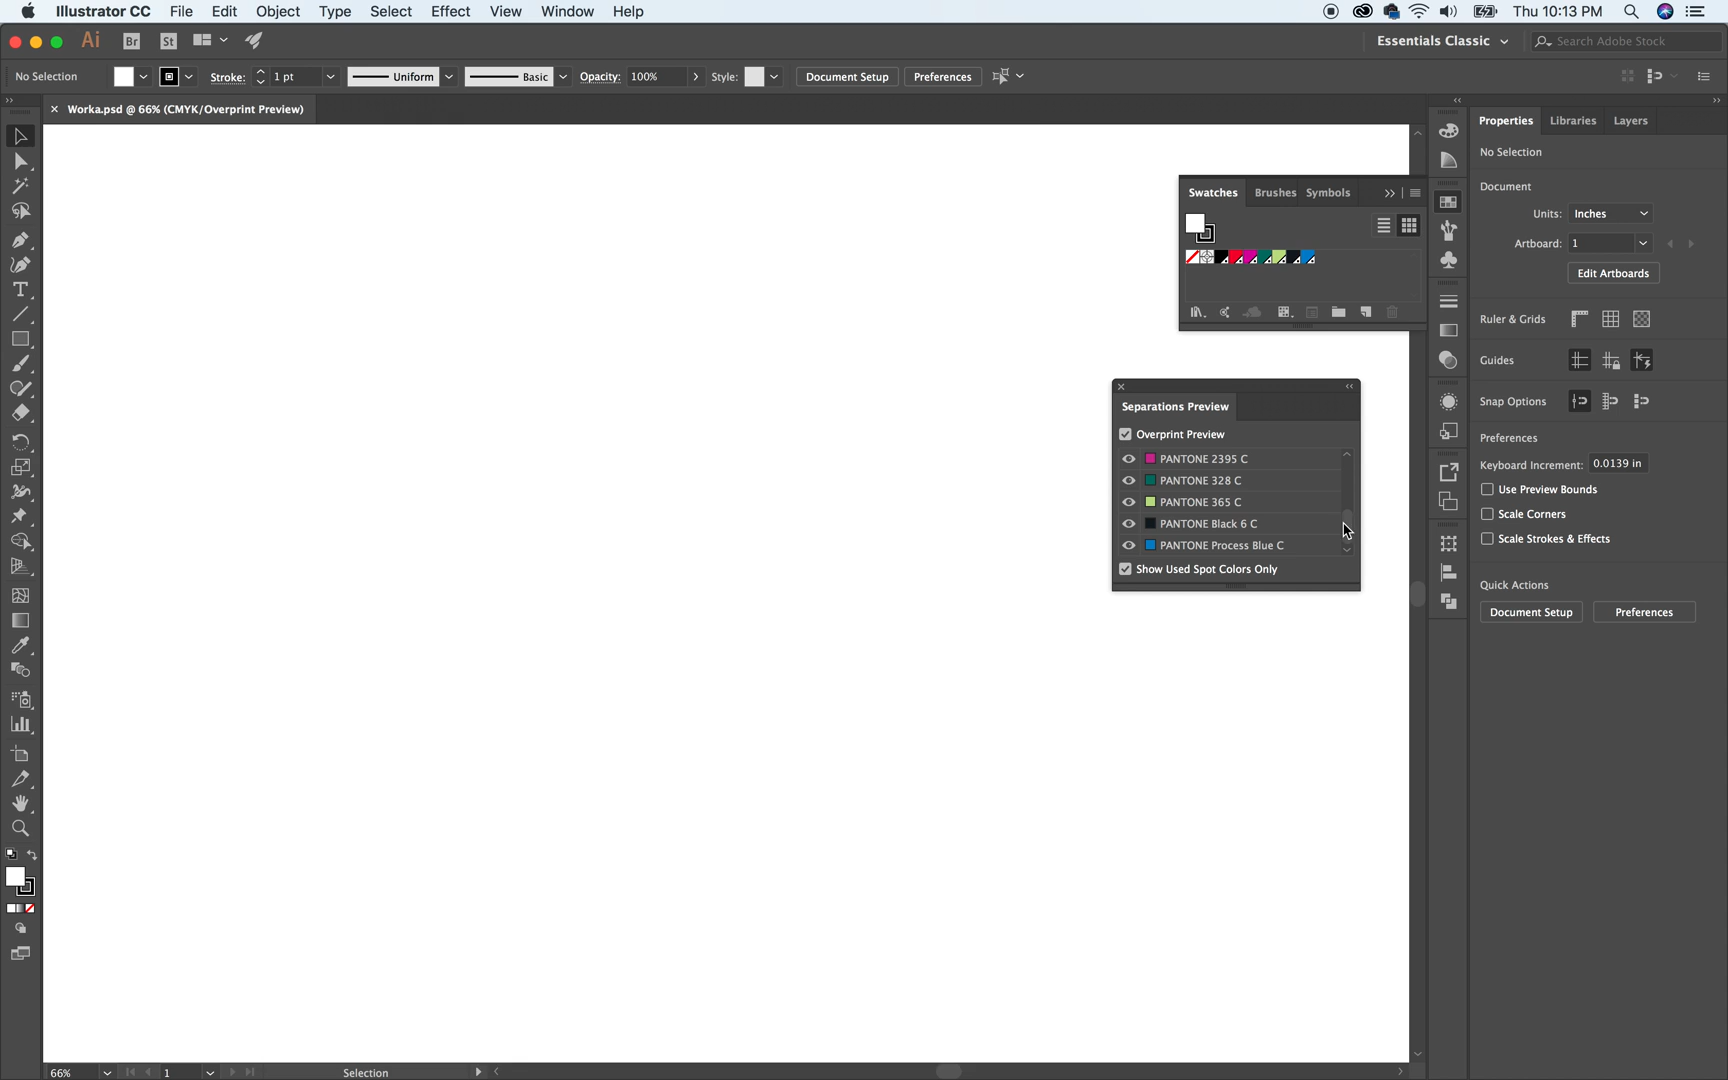 Illustrator CC File Edit Object Type Select Effect View Window Help Thu 10:13 PM
Ai Br St Essentials Classic Search Adobe Stock
No Selection Stroke: 1 pt Uniform Basic Opacity: 100% Style: Document Setup Preferences
Worka.psd @ 66% (CMYK/Overprint Preview)
Swatches Brushes Symbols
Separations Preview
Overprint Preview
PANTONE 2395 C
PANTONE 328 C
PANTONE 365 C
PANTONE Black 6 C
PANTONE Process Blue C
Show Used Spot Colors Only
Properties Libraries Layers
No Selection
Document
Units: Inches
Artboard: 1
Edit Artboards
Ruler & Grids
Guides
Snap Options
Preferences
Keyboard Increment: 0.0139 in
Use Preview Bounds
Scale Corners
Scale Strokes & Effects
Quick Actions
Document Setup Preferences
66% 1 Selection